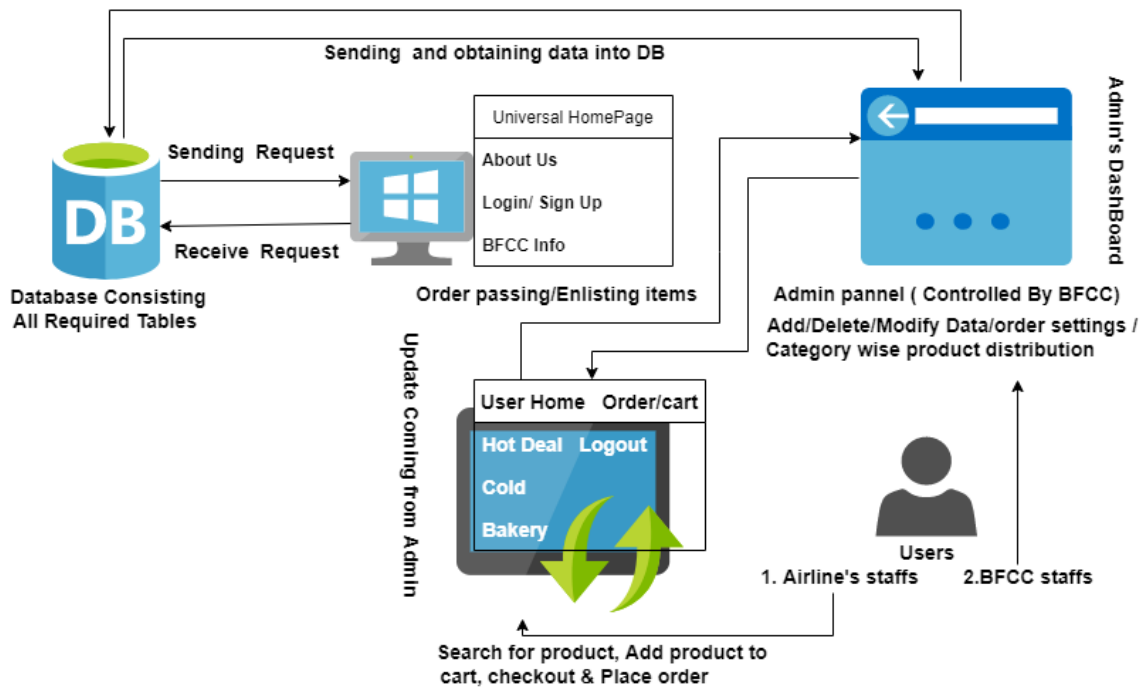 Sending and obtaining data into DB
Universal HomePage
About Us
Login/ Sign Up
BFCC Info
Sending Request
DB
Receive Request
Database Consisting
All Required Tables
Admin's DashBoard
Order passing/Enlisting items
Admin pannel ( Controlled By BFCC)
Add/Delete/Modify Data/order settings /
Category wise product distribution
Update Coming from Admin
User Home Order/cart
Hot Deal Logout
Cold
Bakery
Users
1. Airline's staffs 2.BFCC staffs
Search for product, Add product to
cart, checkout & Place order